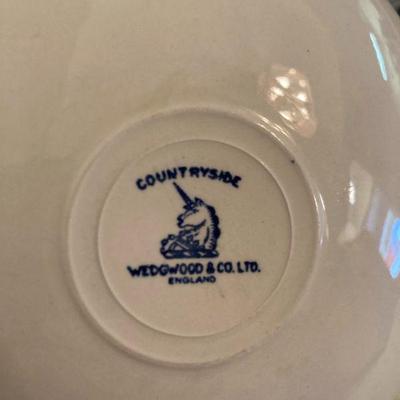 COUNTRYSIDE
WEDGWOOD & CO. LTD.
ENGLAND